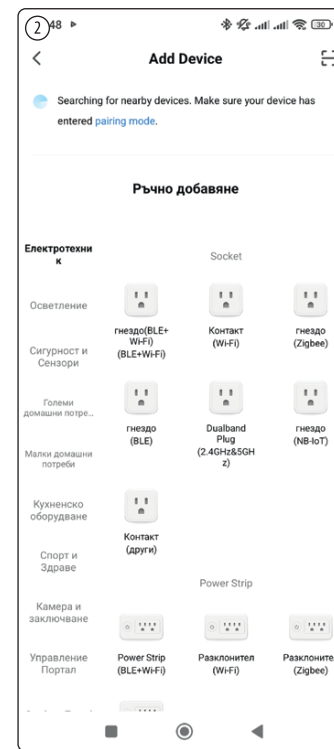 2
48
30
Add Device
Searching for nearby devices. Make sure your device has
entered pairing mode.
Ръчно добавяне
Електротехни
к
Socket
Осветление
гнездо(BLE+
Wi-Fi)
(BLE+Wi-Fi)
Контакт
(Wi-Fi)
гнездо
(Zigbee)
Сигурност и
Сензори
Големи
домашни потре...
гнездо
(BLE)
Dualband
Plug
(2.4GHz&5GH
z)
гнездо
(NB-IoT)
Малки домашни
потреби
Кухненско
оборудване
Контакт
(други)
Спорт и
Здраве
Power Strip
Камера и
заключване
Управление
Портал
Power Strip
(BLE+Wi-Fi)
Разклонител
(Wi-Fi)
Разклоните
(Zigbee)